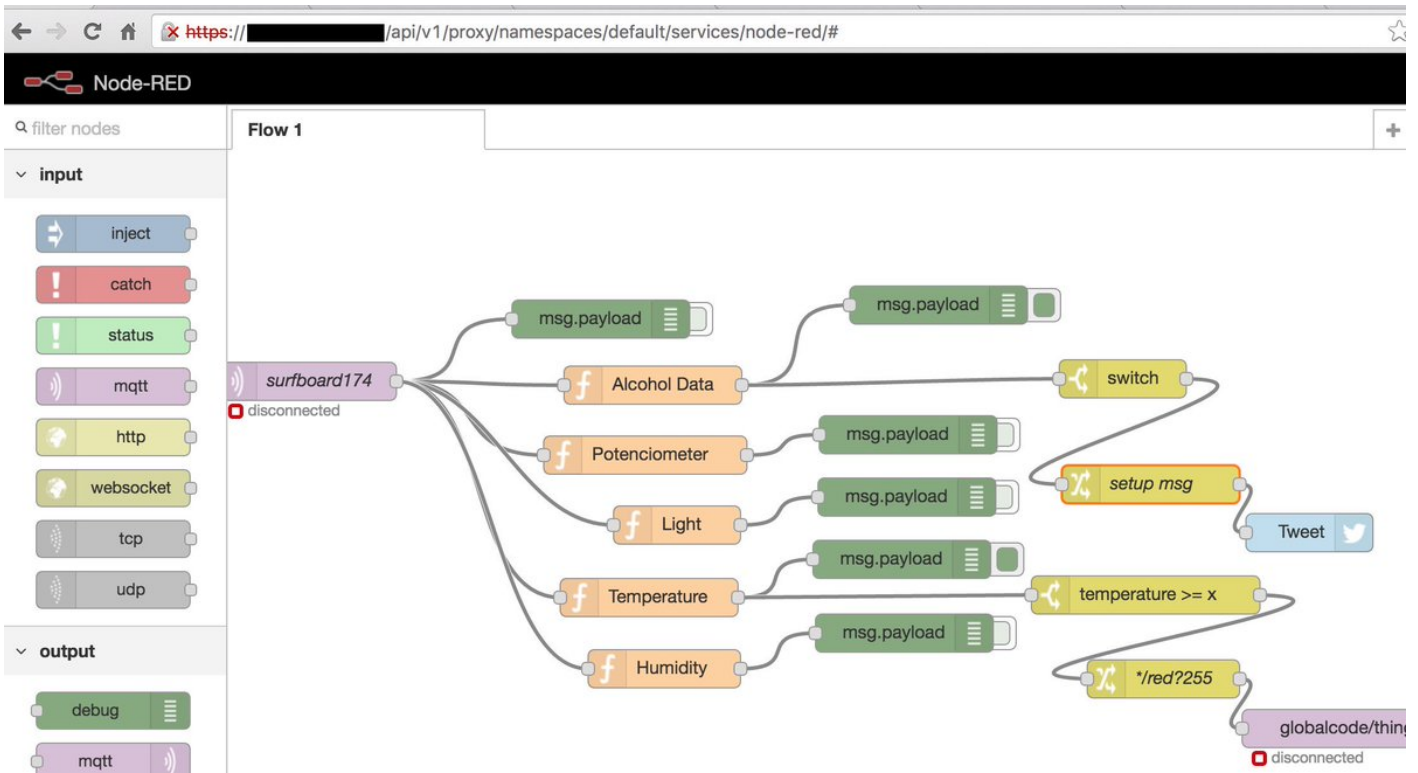 https://
/api/v1/proxy/namespaces/default/services/node-red/#
Node-RED
filter nodes
Flow 1
input
inject
catch
status
mqtt
http
websocket
tcp
udp
output
debug
mqtt
surfboard174
disconnected
msg.payload
msg.payload
Alcohol Data
switch
Potenciometer
msg.payload
setup msg
Light
msg.payload
Tweet
Temperature
msg.payload
temperature >= x
Humidity
msg.payload
*/red?255
globalcode/thing
disconnected